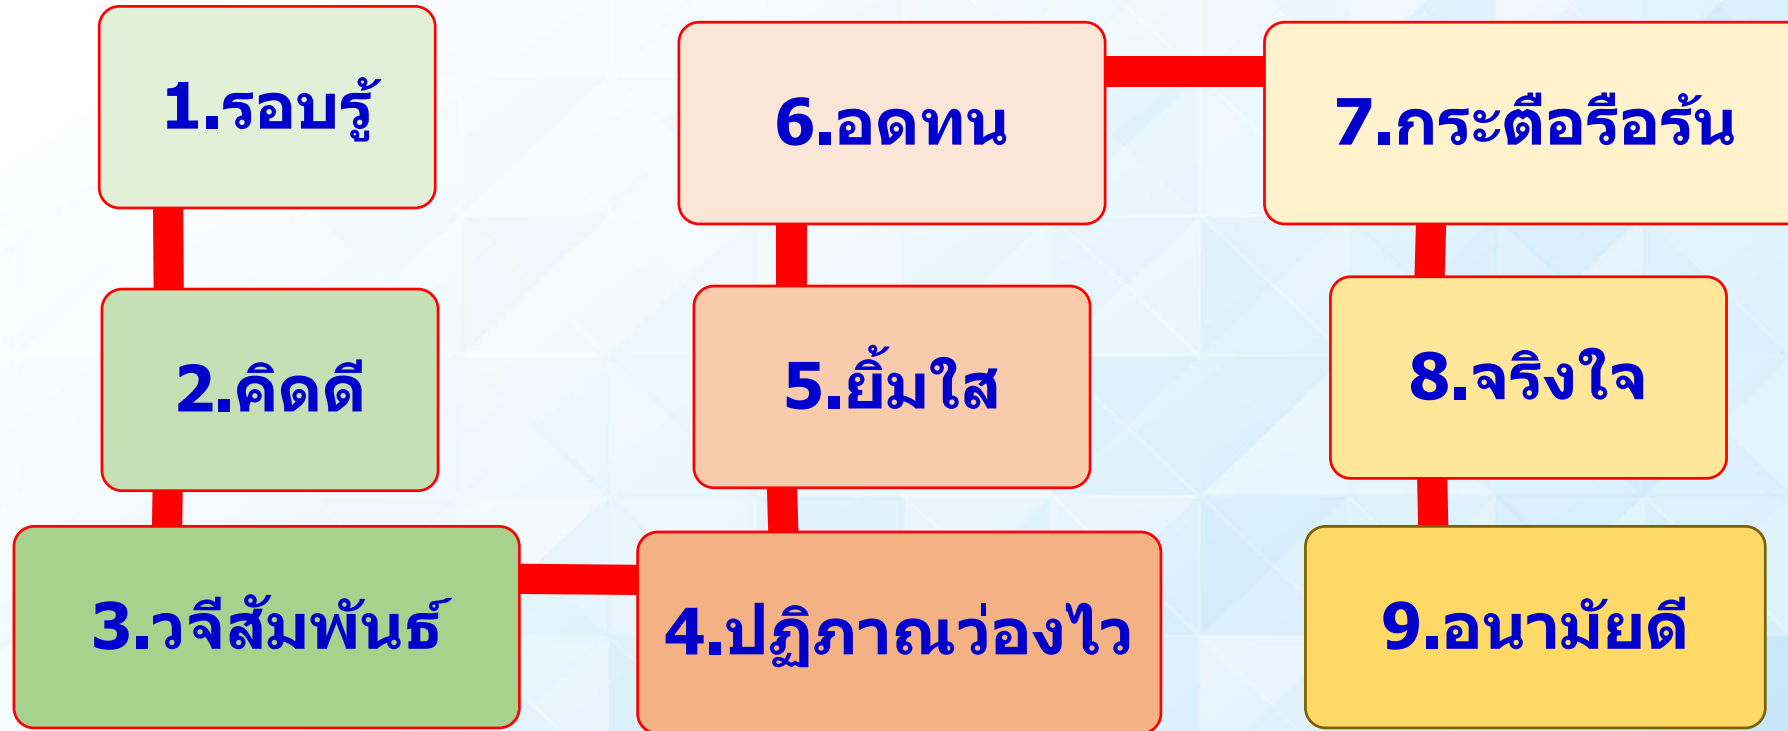 1.รอบรู้
2.คิดดี
3.วจีสัมพันธ์
4.ปฏิภาณว่องไว
5.ยิ้มใส
6.อดทน
7.กระตือรือร้น
8.จริงใจ
9.อนามัยดี